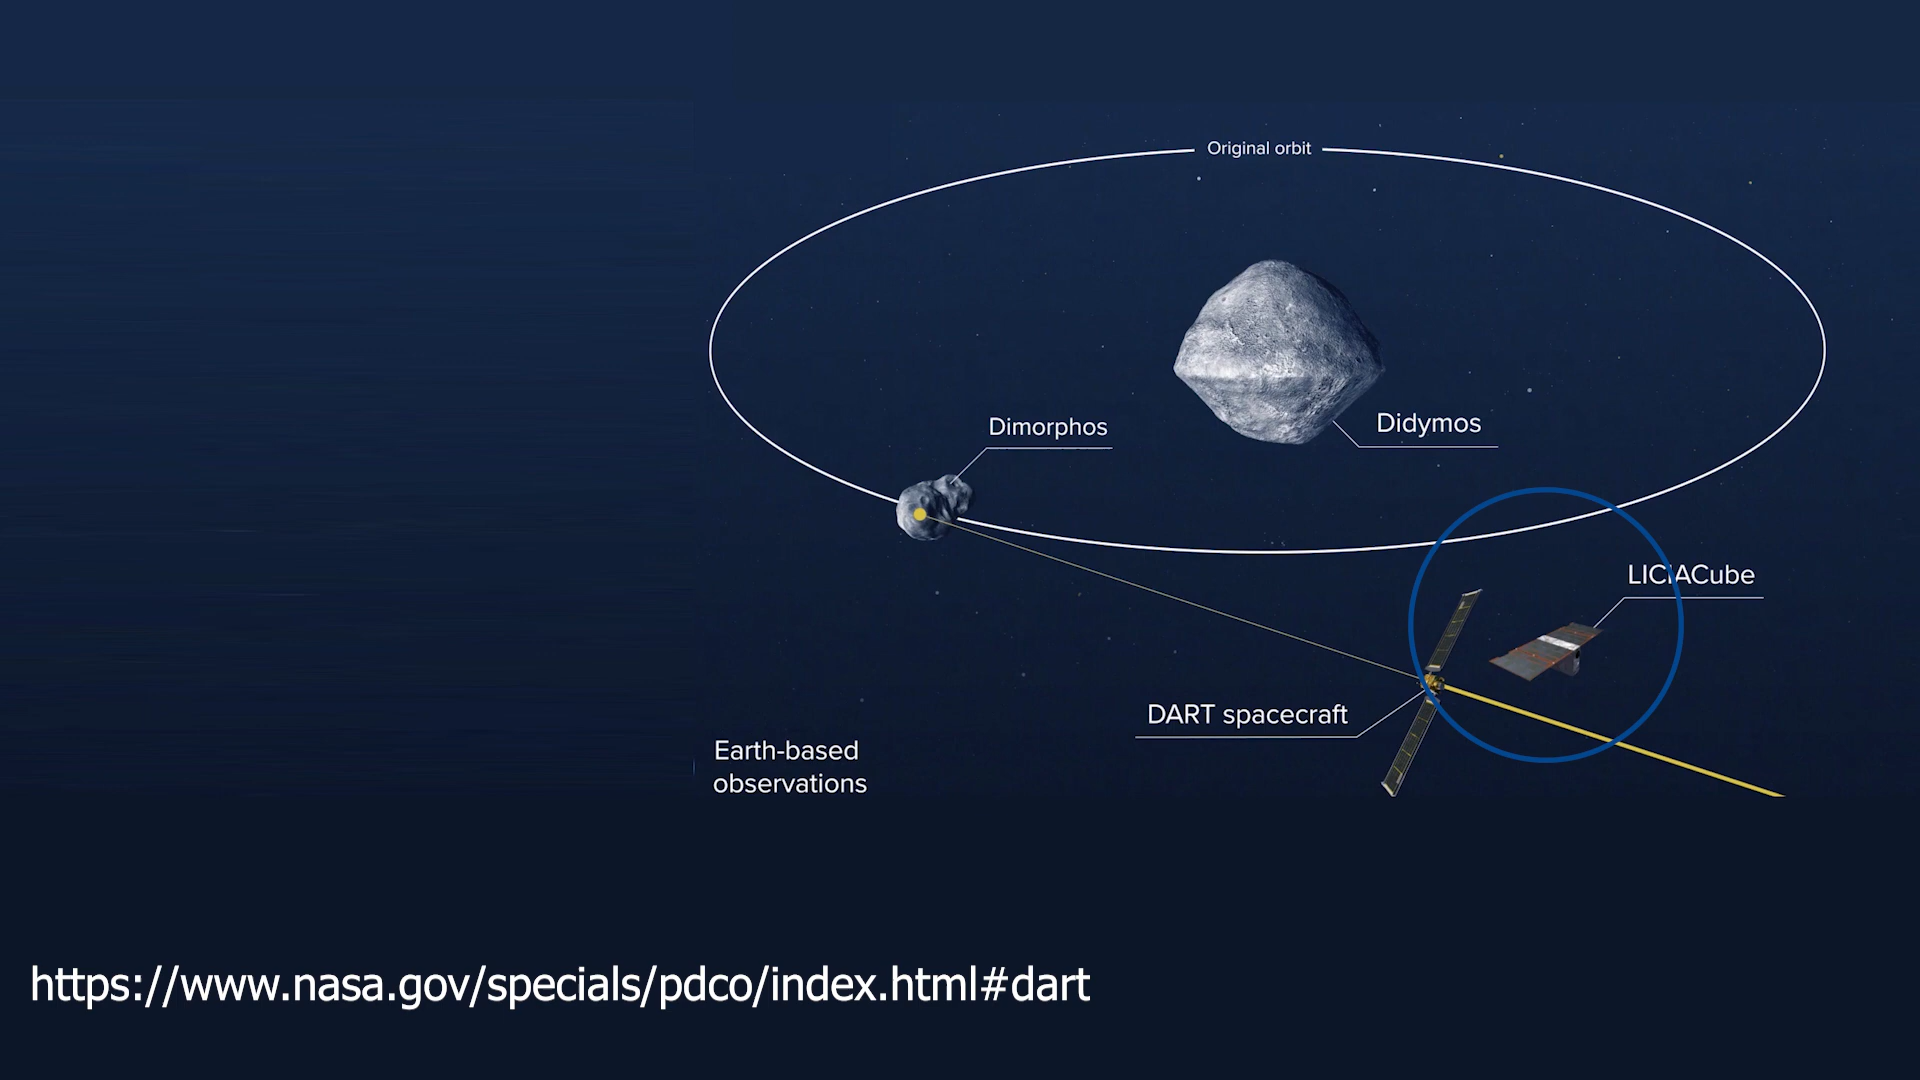 Original orbit
Dimorphos
Didymos
LICIACube
DART spacecraft
Earth-based
observations
https://www.nasa.gov/specials/pdco/index.html#dart